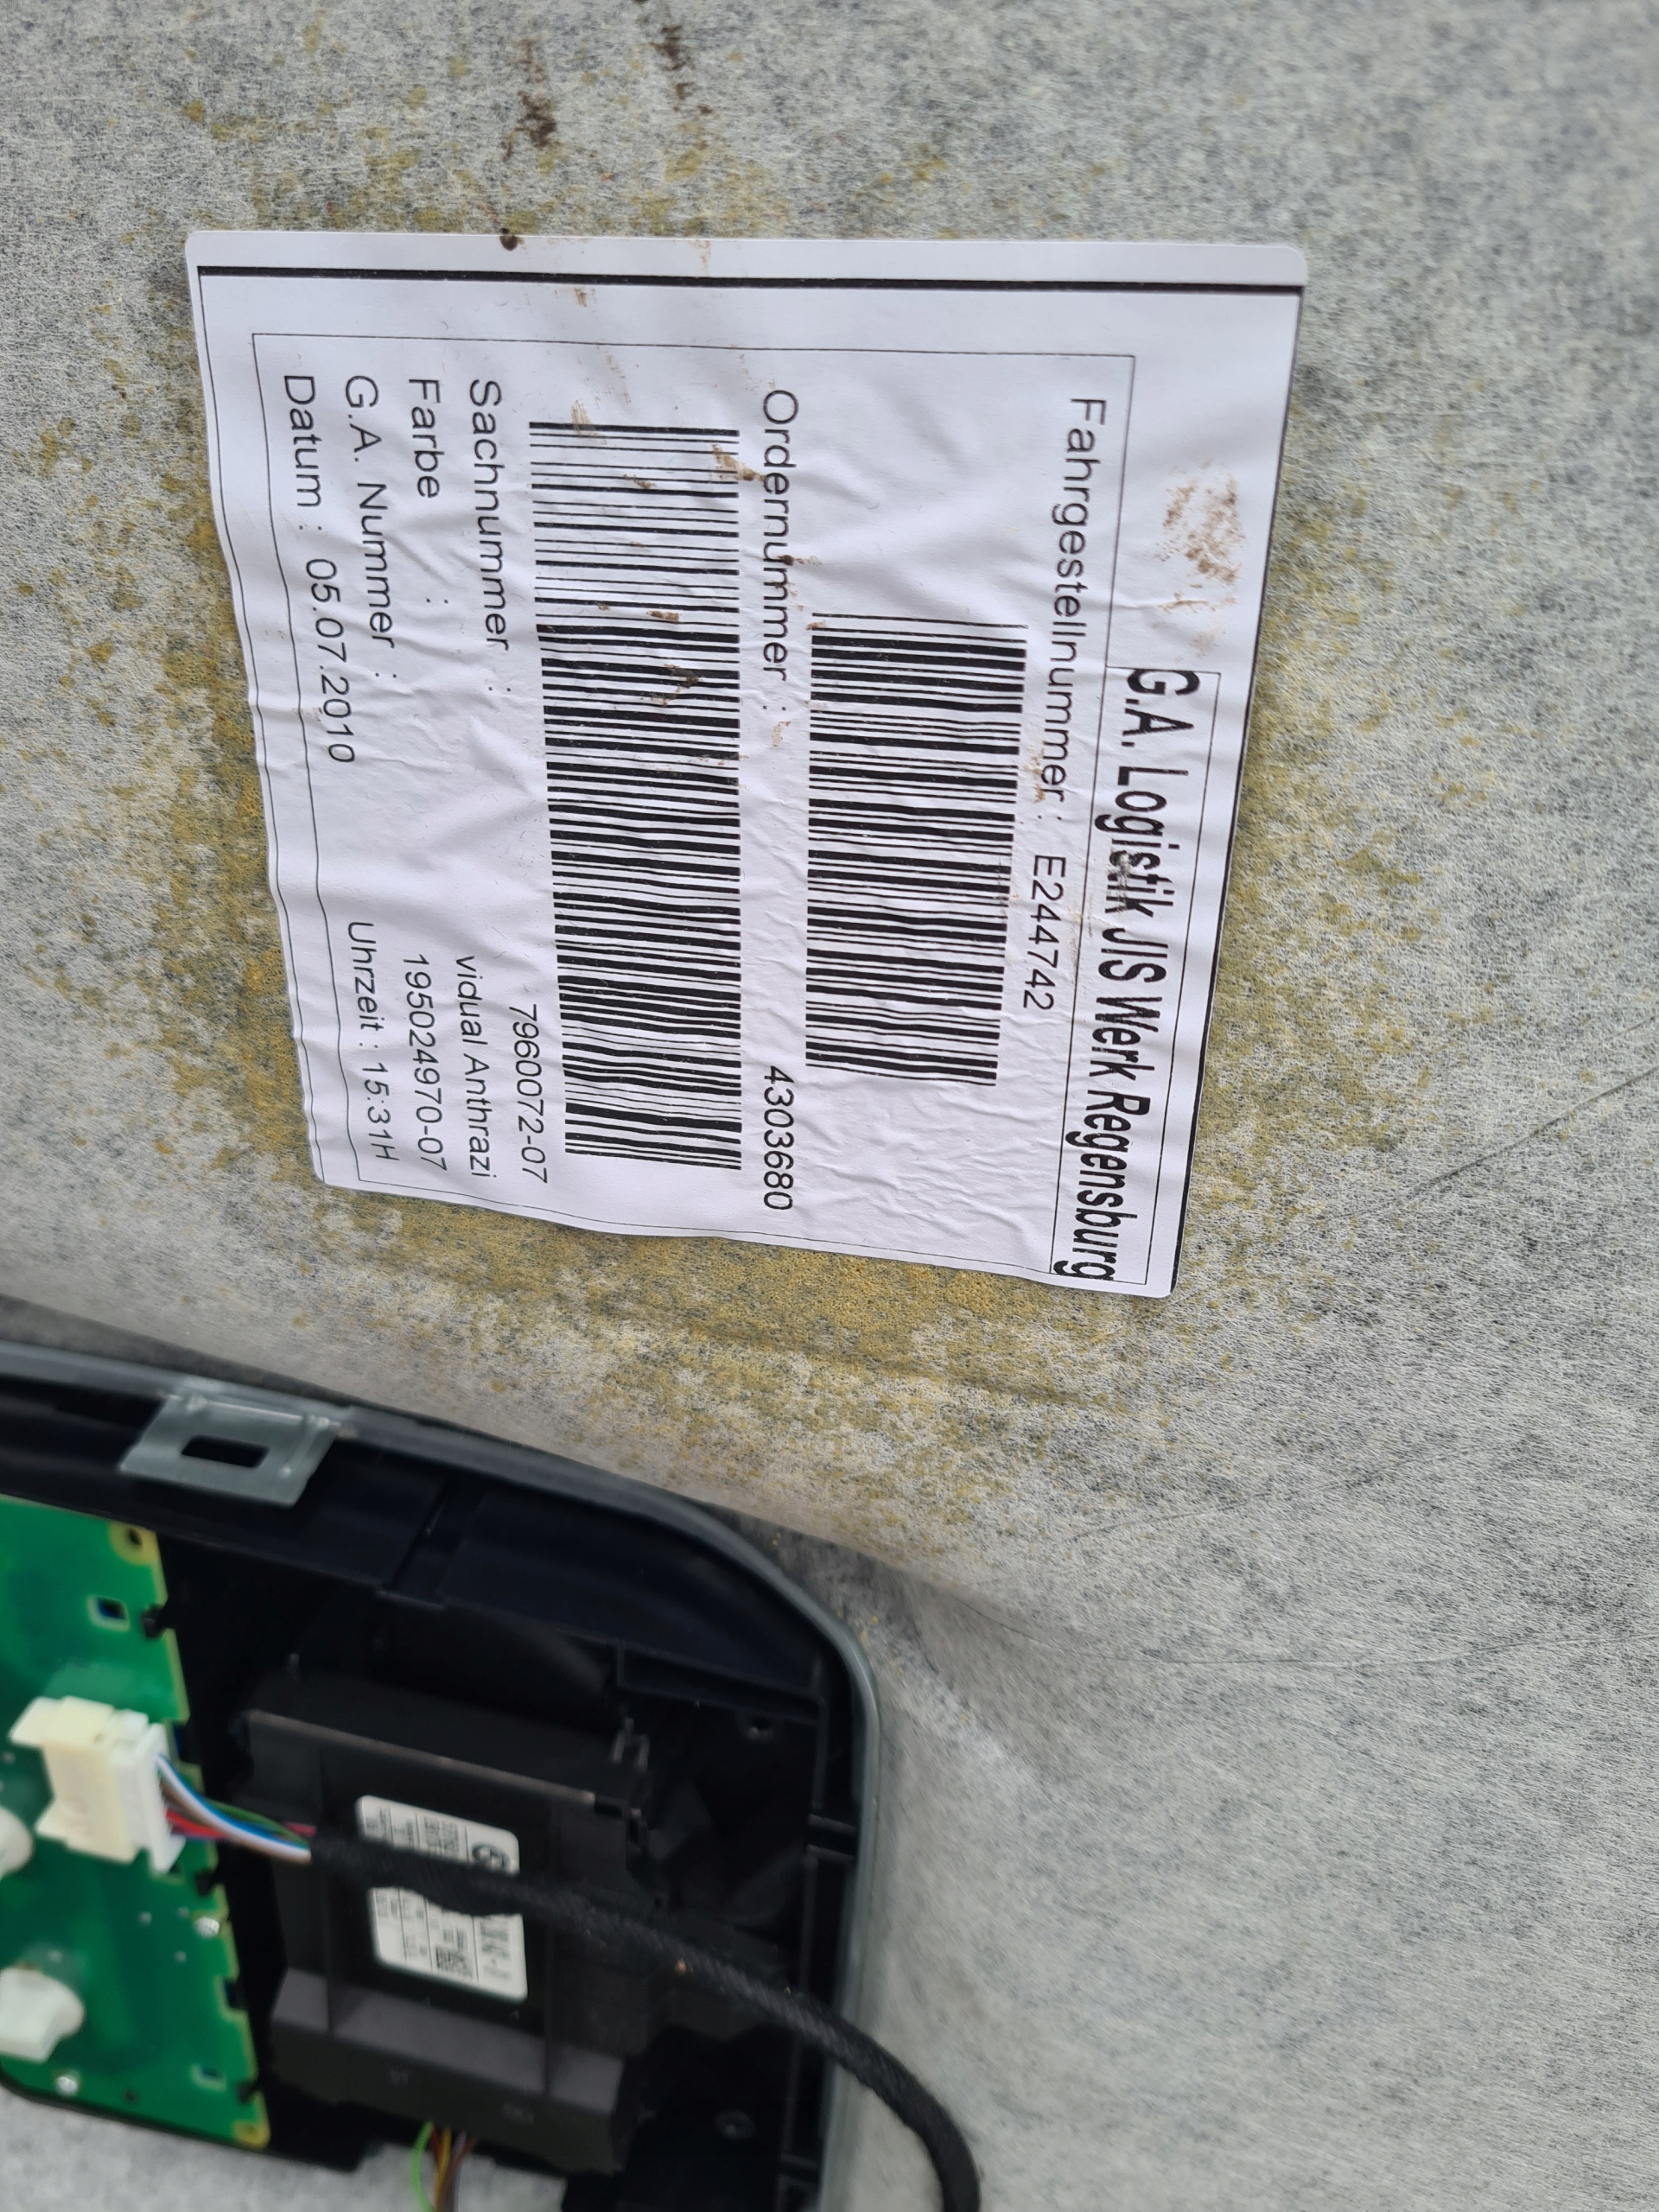 G.A. Logistik JIS Werk Regensburg
Fahrgestellnummer : E244742
Ordernummer : 4303680
Sachnummer : 7960072-07
Farbe : vidual Anthrazi
G.A. Nummer : 195024970-07
Datum : 05.07.2010 Uhrzeit : 15:31H